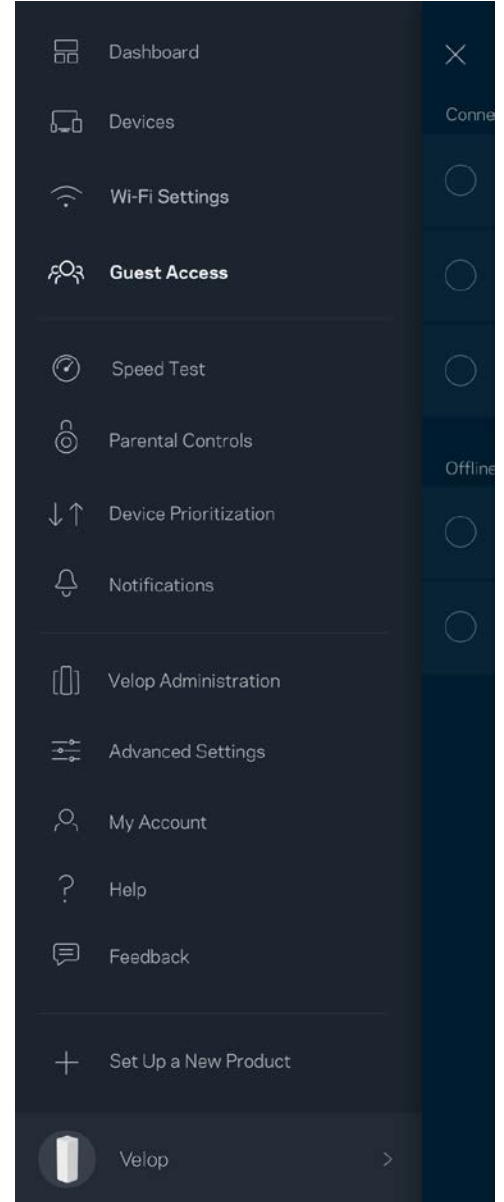 Dashboard
Devices
Wi-Fi Settings
Guest Access
Speed Test
Parental Controls
Device Prioritization
Notifications
Velop Administration
Advanced Settings
My Account
Help
Feedback
Set Up a New Product
Velop
Conne
Offline